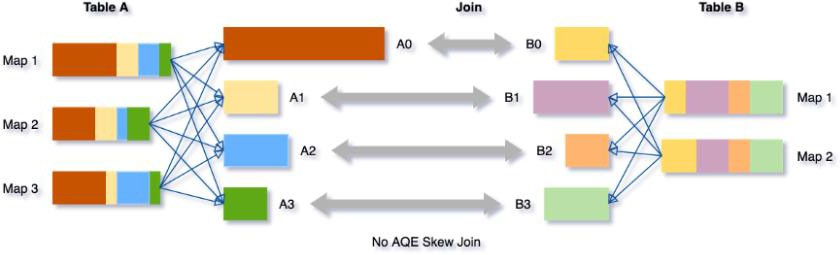 Table A
Join
Table B
Map 1
A0
B0
A1
B1
Map 1
Map 2
A2
B2
Map 2
Map 3
A3
B3
No AQE Skew Join